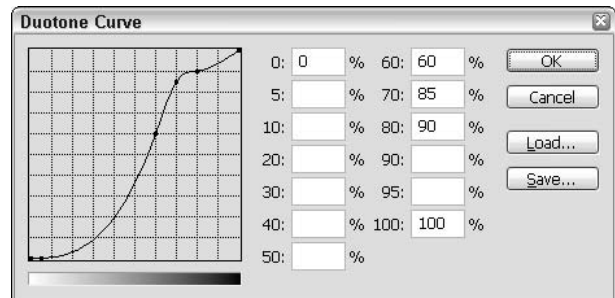 Duotone Curve
0: 0 % 60: 60 % OK
5: % 70: 85 % Cancel
10: % 80: 90 % Load...
20: % 90: %
30: % 95: % Save...
40: % 100: 100 %
50: %